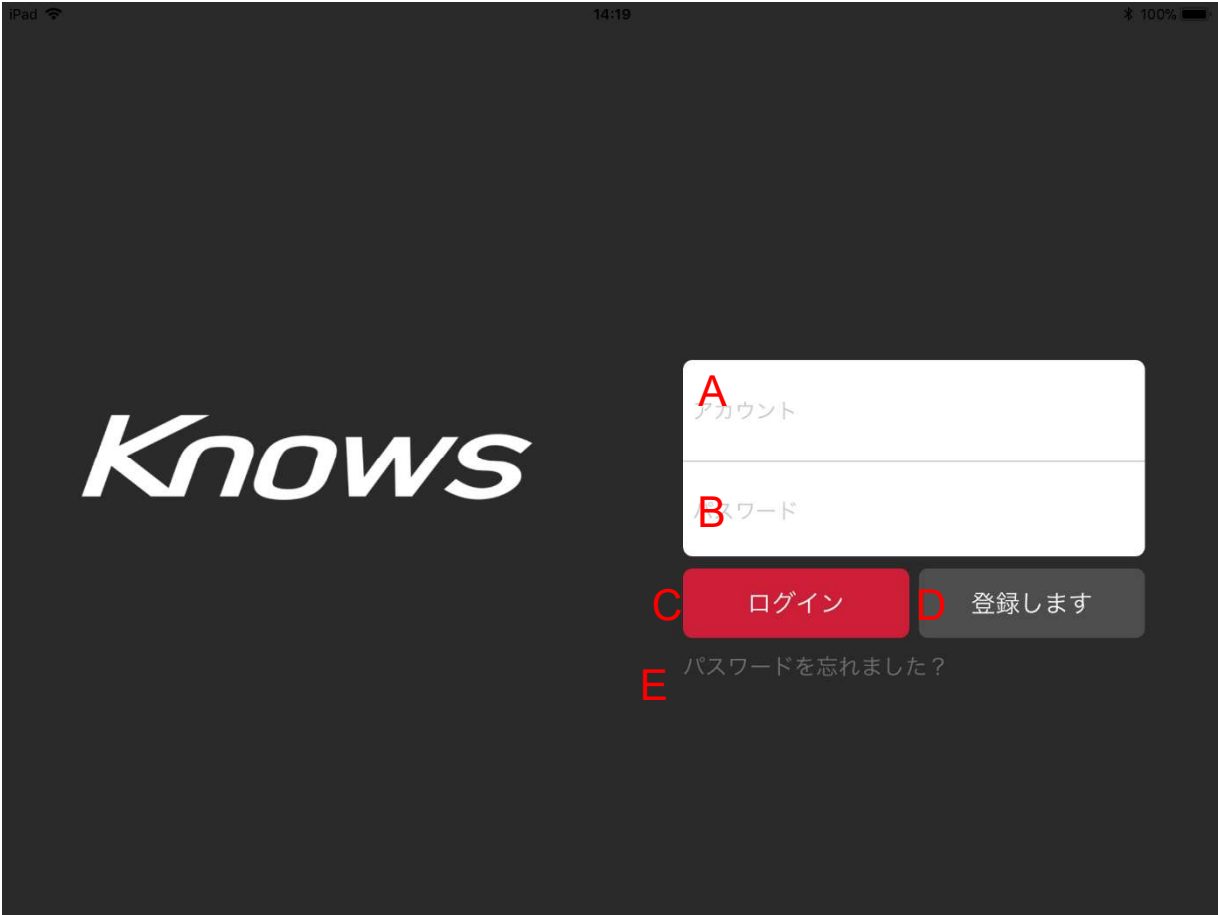 iPad 14:19 100%
Knows
A
アカウント
B
パスワード
C ログイン D 登録します
E パスワードを忘れました？